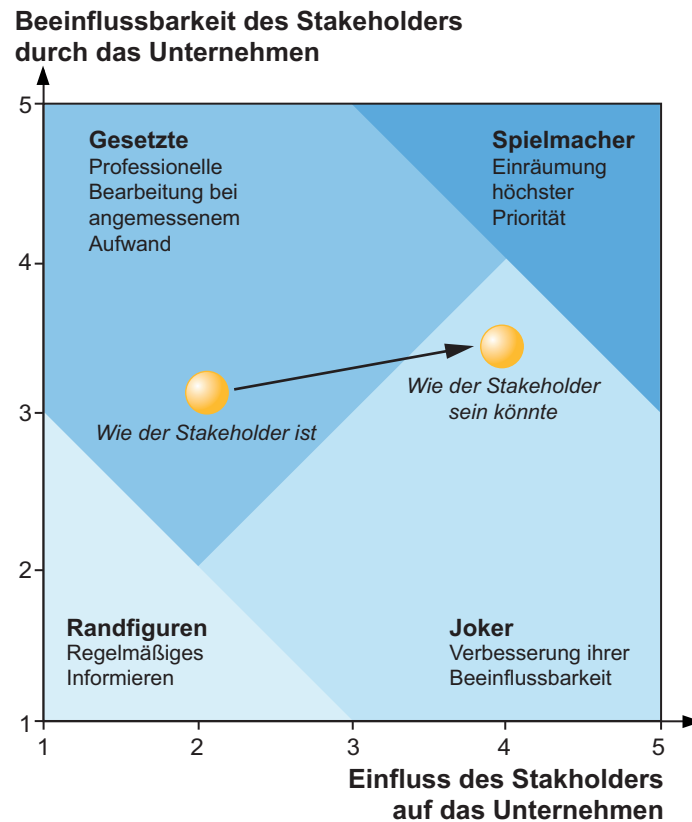 Beeinflussbarkeit des Stakeholders
durch das Unternehmen
5
Gesetzte
Professionelle
Bearbeitung bei
angemessenem
Aufwand
Spielmacher
Einräumung
höchster
Priorität
4
Wie der Stakeholder ist
Wie der Stakeholder
sein könnte
3
2
Randfiguren
Regelmäßiges
Informieren
Joker
Verbesserung ihrer
Beeinflussbarkeit
1
1 2 3 4 5
Einfluss des Stakholders
auf das Unternehmen